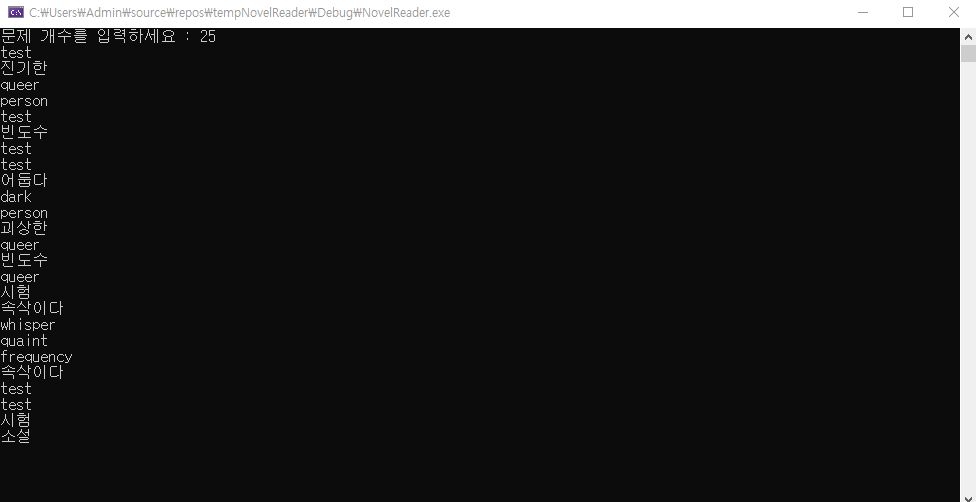 C:₩Users₩Admin₩source₩repos₩tempNovelReader₩Debug₩NovelReader.exe
문제 개수를 입력하세요 : 25
test
진기한
queer
person
test
빈도수
test
test
어둡다
dark
person
괴상한
queer
빈도수
queer
시험
속삭이다
whisper
quaint
frequency
속삭이다
test
test
시험
소설